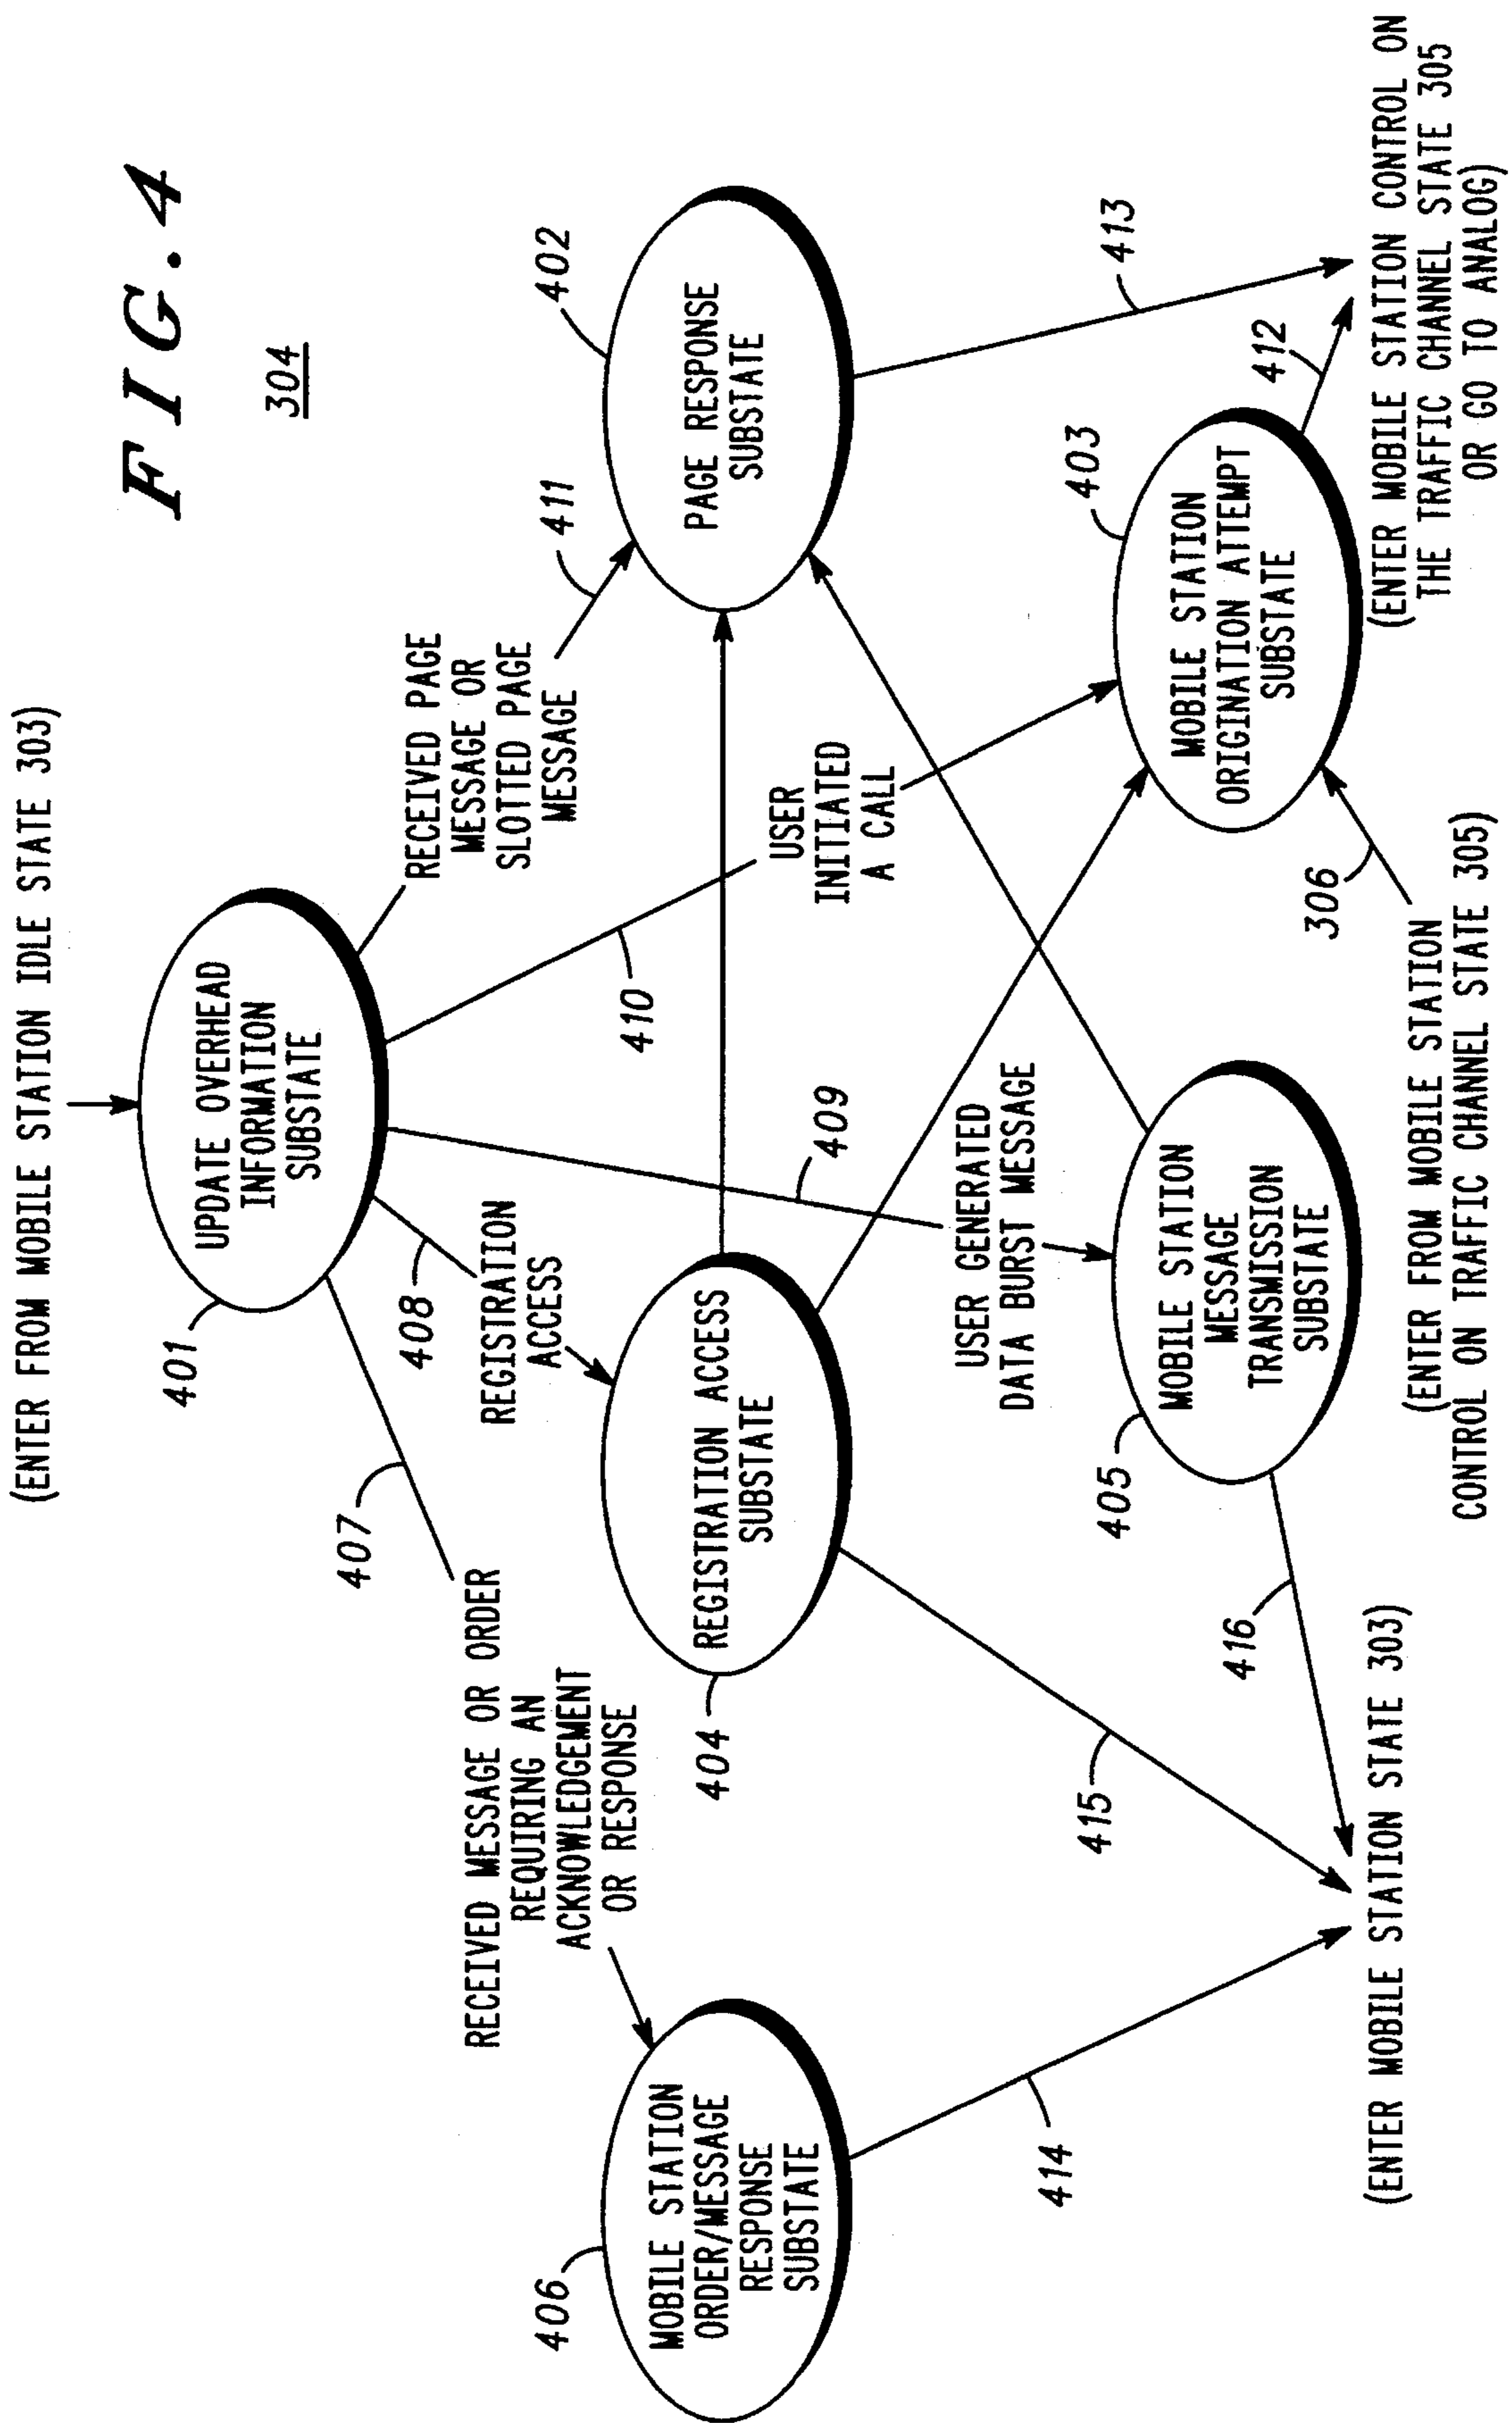 FIG. 4
304
(ENTER FROM MOBILE STATION IDLE STATE 303)
UPDATE OVERHEAD
INFORMATION
SUBSTATE
401
407
408
409
410
411
RECEIVED MESSAGE OR ORDER
REQUIRING AN
ACKNOWLEDGEMENT
OR RESPONSE
REGISTRATION
ACCESS
RECEIVED PAGE
MESSAGE OR
SLOTTED PAGE
MESSAGE
406
MOBILE STATION
ORDER/MESSAGE
RESPONSE
SUBSTATE
404
REGISTRATION ACCESS
SUBSTATE
402
PAGE RESPONSE
SUBSTATE
USER
INITIATED
A CALL
USER GENERATED
DATA BURST MESSAGE
405
MOBILE STATION
MESSAGE
TRANSMISSION
SUBSTATE
403
MOBILE STATION
ORIGINATION ATTEMPT
SUBSTATE
414
415
416
306
412
413
(ENTER MOBILE STATION STATE 303)
(ENTER FROM MOBILE STATION
CONTROL ON TRAFFIC CHANNEL STATE 305)
(ENTER MOBILE STATION CONTROL ON
THE TRAFFIC CHANNEL STATE 305
OR GO TO ANALOG)